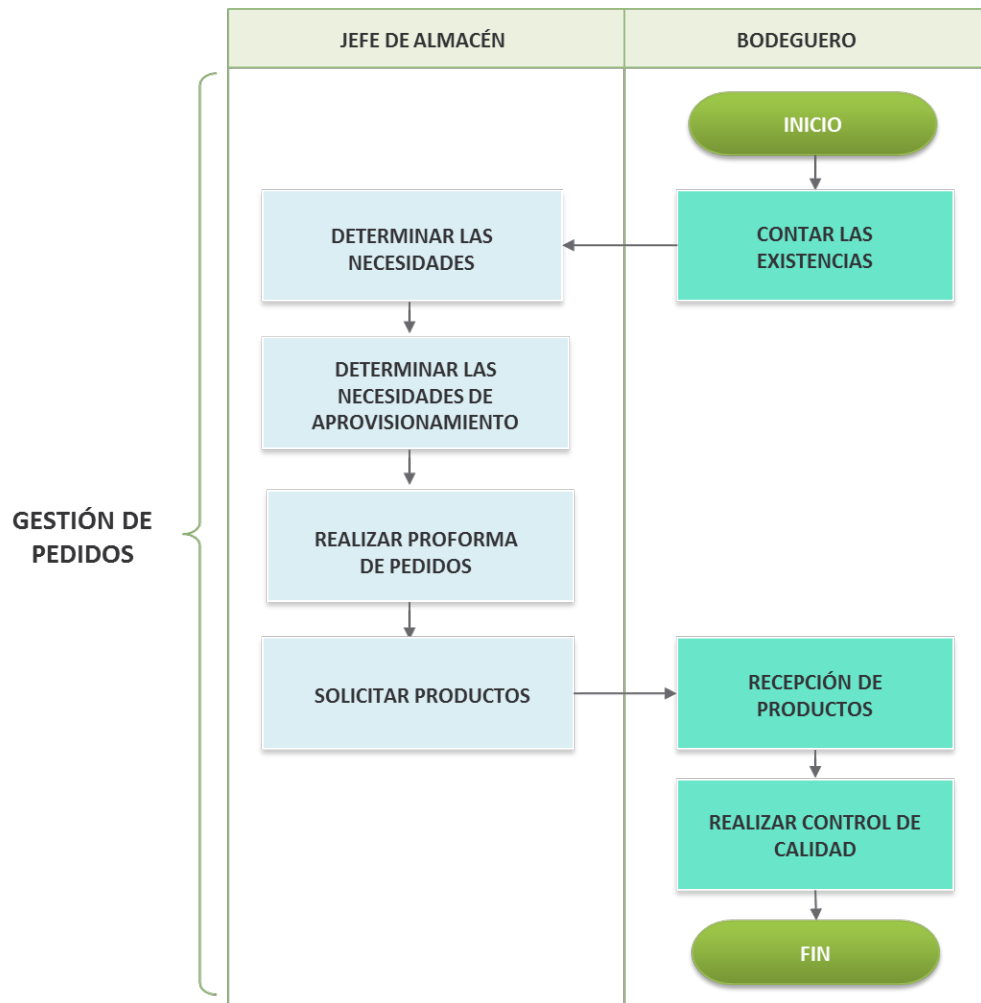 JEFE DE ALMACÉN
BODEGUERO
INICIO
CONTAR LAS
EXISTENCIAS
DETERMINAR LAS
NECESIDADES
DETERMINAR LAS
NECESIDADES DE
APROVISIONAMIENTO
GESTIÓN DE
PEDIDOS
REALIZAR PROFORMA
DE PEDIDOS
SOLICITAR PRODUCTOS
RECEPCIÓN DE
PRODUCTOS
REALIZAR CONTROL DE
CALIDAD
FIN